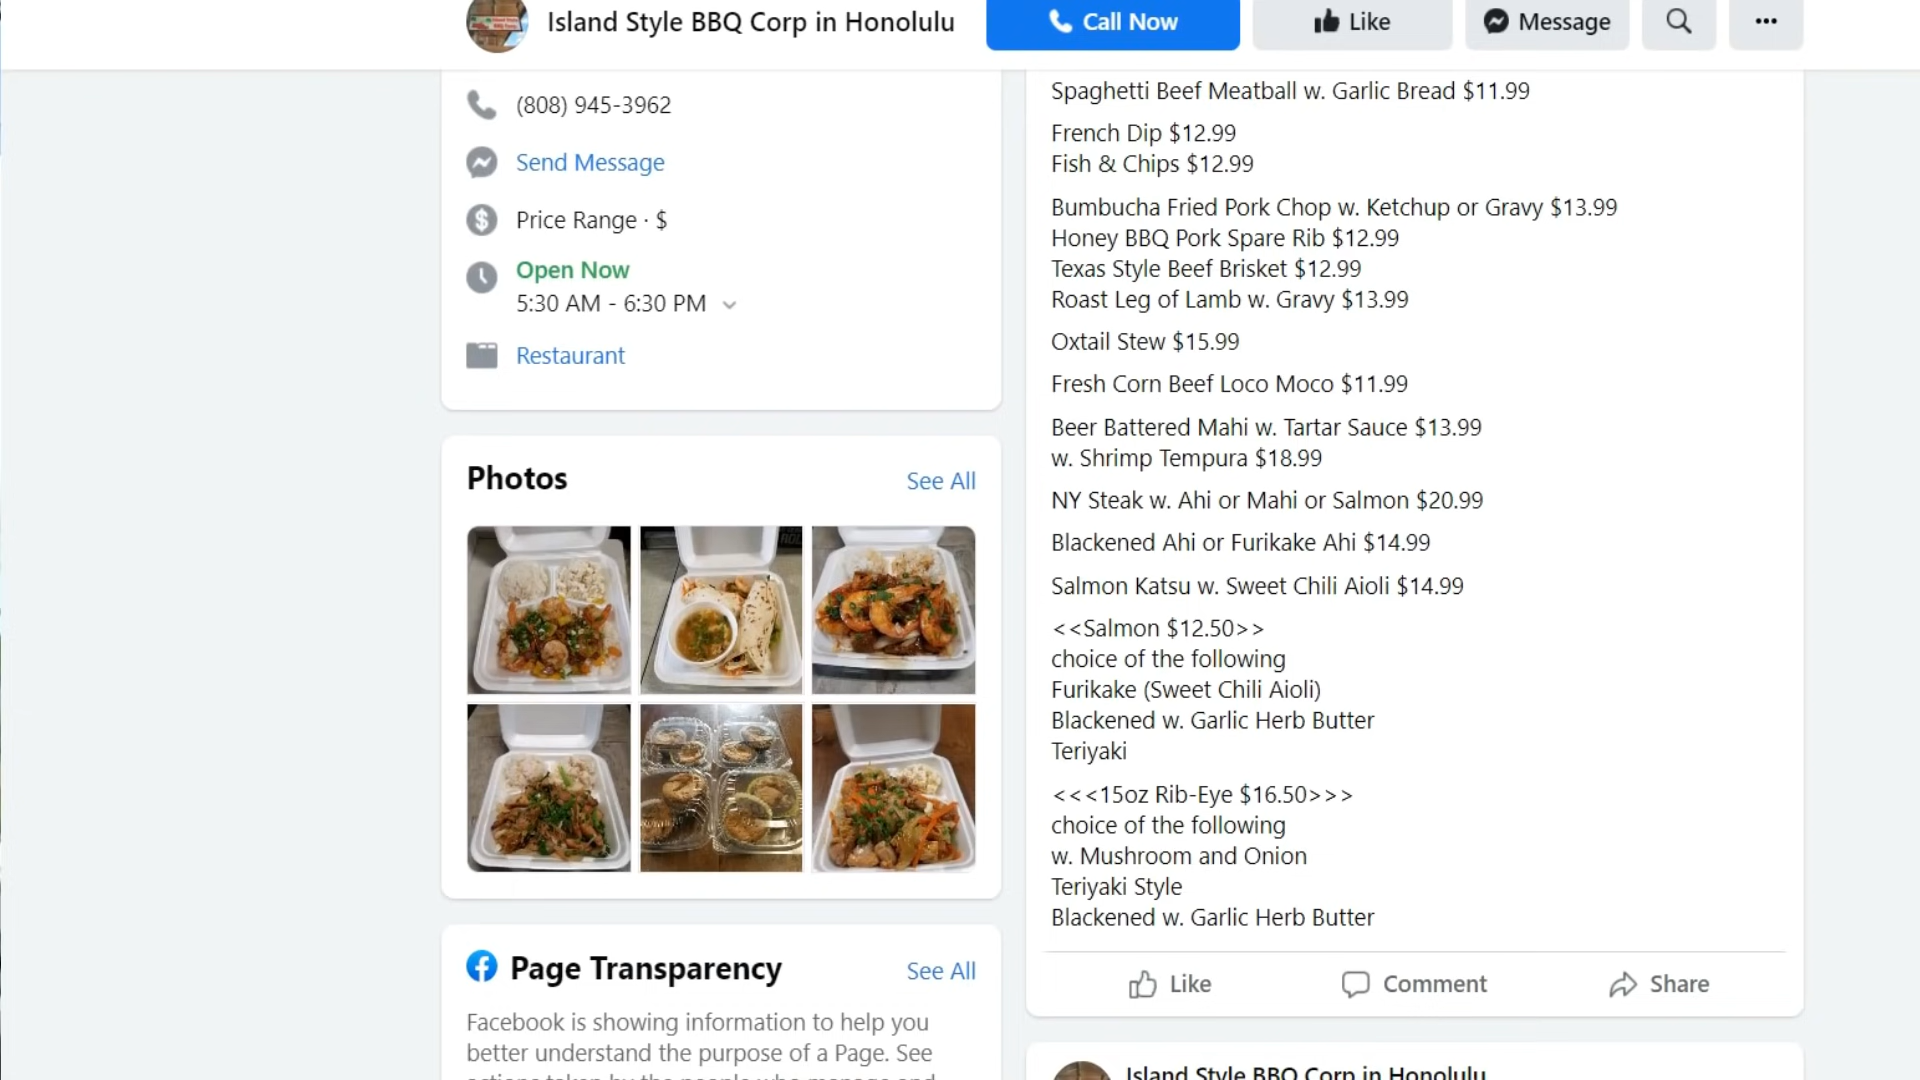 Island Style BBQ Corp in Honolulu
Call Now
Like
Message
(808) 945-3962
Send Message
Price Range · $
Open Now
5:30 AM - 6:30 PM
Restaurant
Photos
See All
Page Transparency
See All
Facebook is showing information to help you
better understand the purpose of a Page. See
actions taken by the people who manage and
Spaghetti Beef Meatball w. Garlic Bread $11.99
French Dip $12.99
Fish & Chips $12.99
Bumbucha Fried Pork Chop w. Ketchup or Gravy $13.99
Honey BBQ Pork Spare Rib $12.99
Texas Style Beef Brisket $12.99
Roast Leg of Lamb w. Gravy $13.99
Oxtail Stew $15.99
Fresh Corn Beef Loco Moco $11.99
Beer Battered Mahi w. Tartar Sauce $13.99
w. Shrimp Tempura $18.99
NY Steak w. Ahi or Mahi or Salmon $20.99
Blackened Ahi or Furikake Ahi $14.99
Salmon Katsu w. Sweet Chili Aioli $14.99
<<Salmon $12.50>>
choice of the following
Furikake (Sweet Chili Aioli)
Blackened w. Garlic Herb Butter
Teriyaki
<<<15oz Rib-Eye $16.50>>>
choice of the following
w. Mushroom and Onion
Teriyaki Style
Blackened w. Garlic Herb Butter
Like
Comment
Share
Island Style BBQ Corp in Honolulu